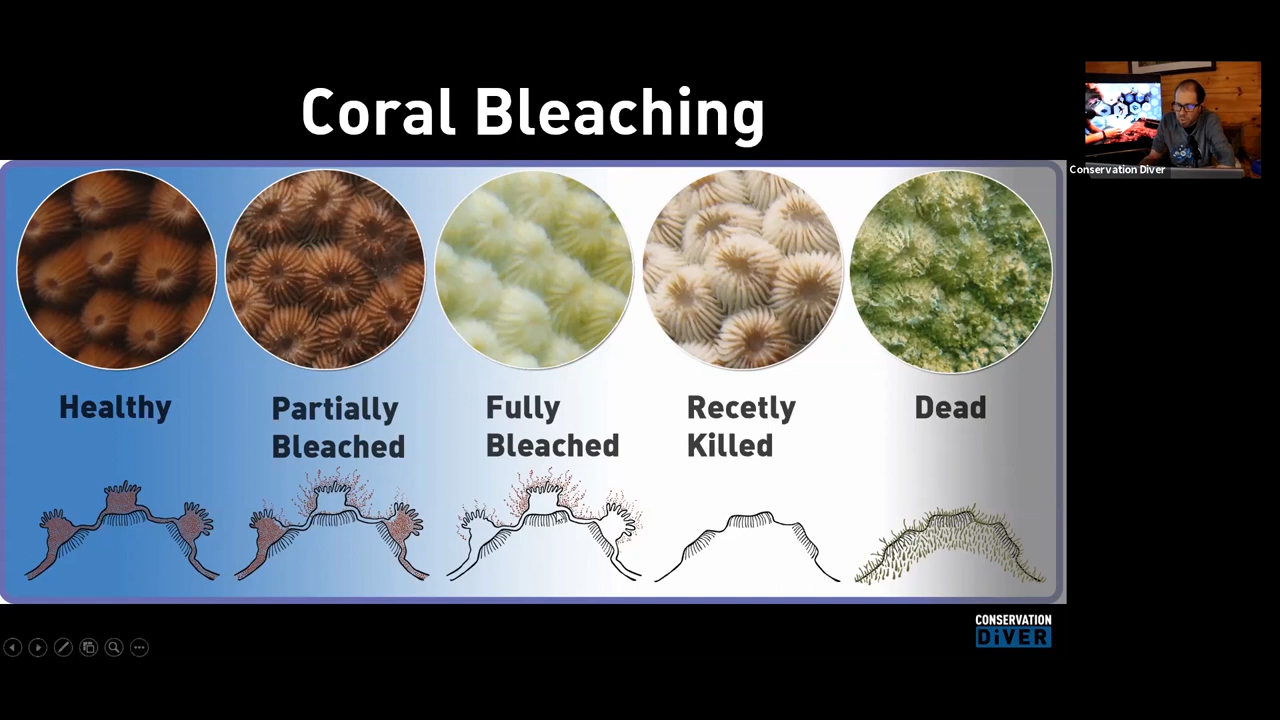 Coral Bleaching
Conservation Diver
Healthy
Partially
Bleached
Fully
Bleached
Recetly
Killed
Dead
CONSERVATION
DiVER